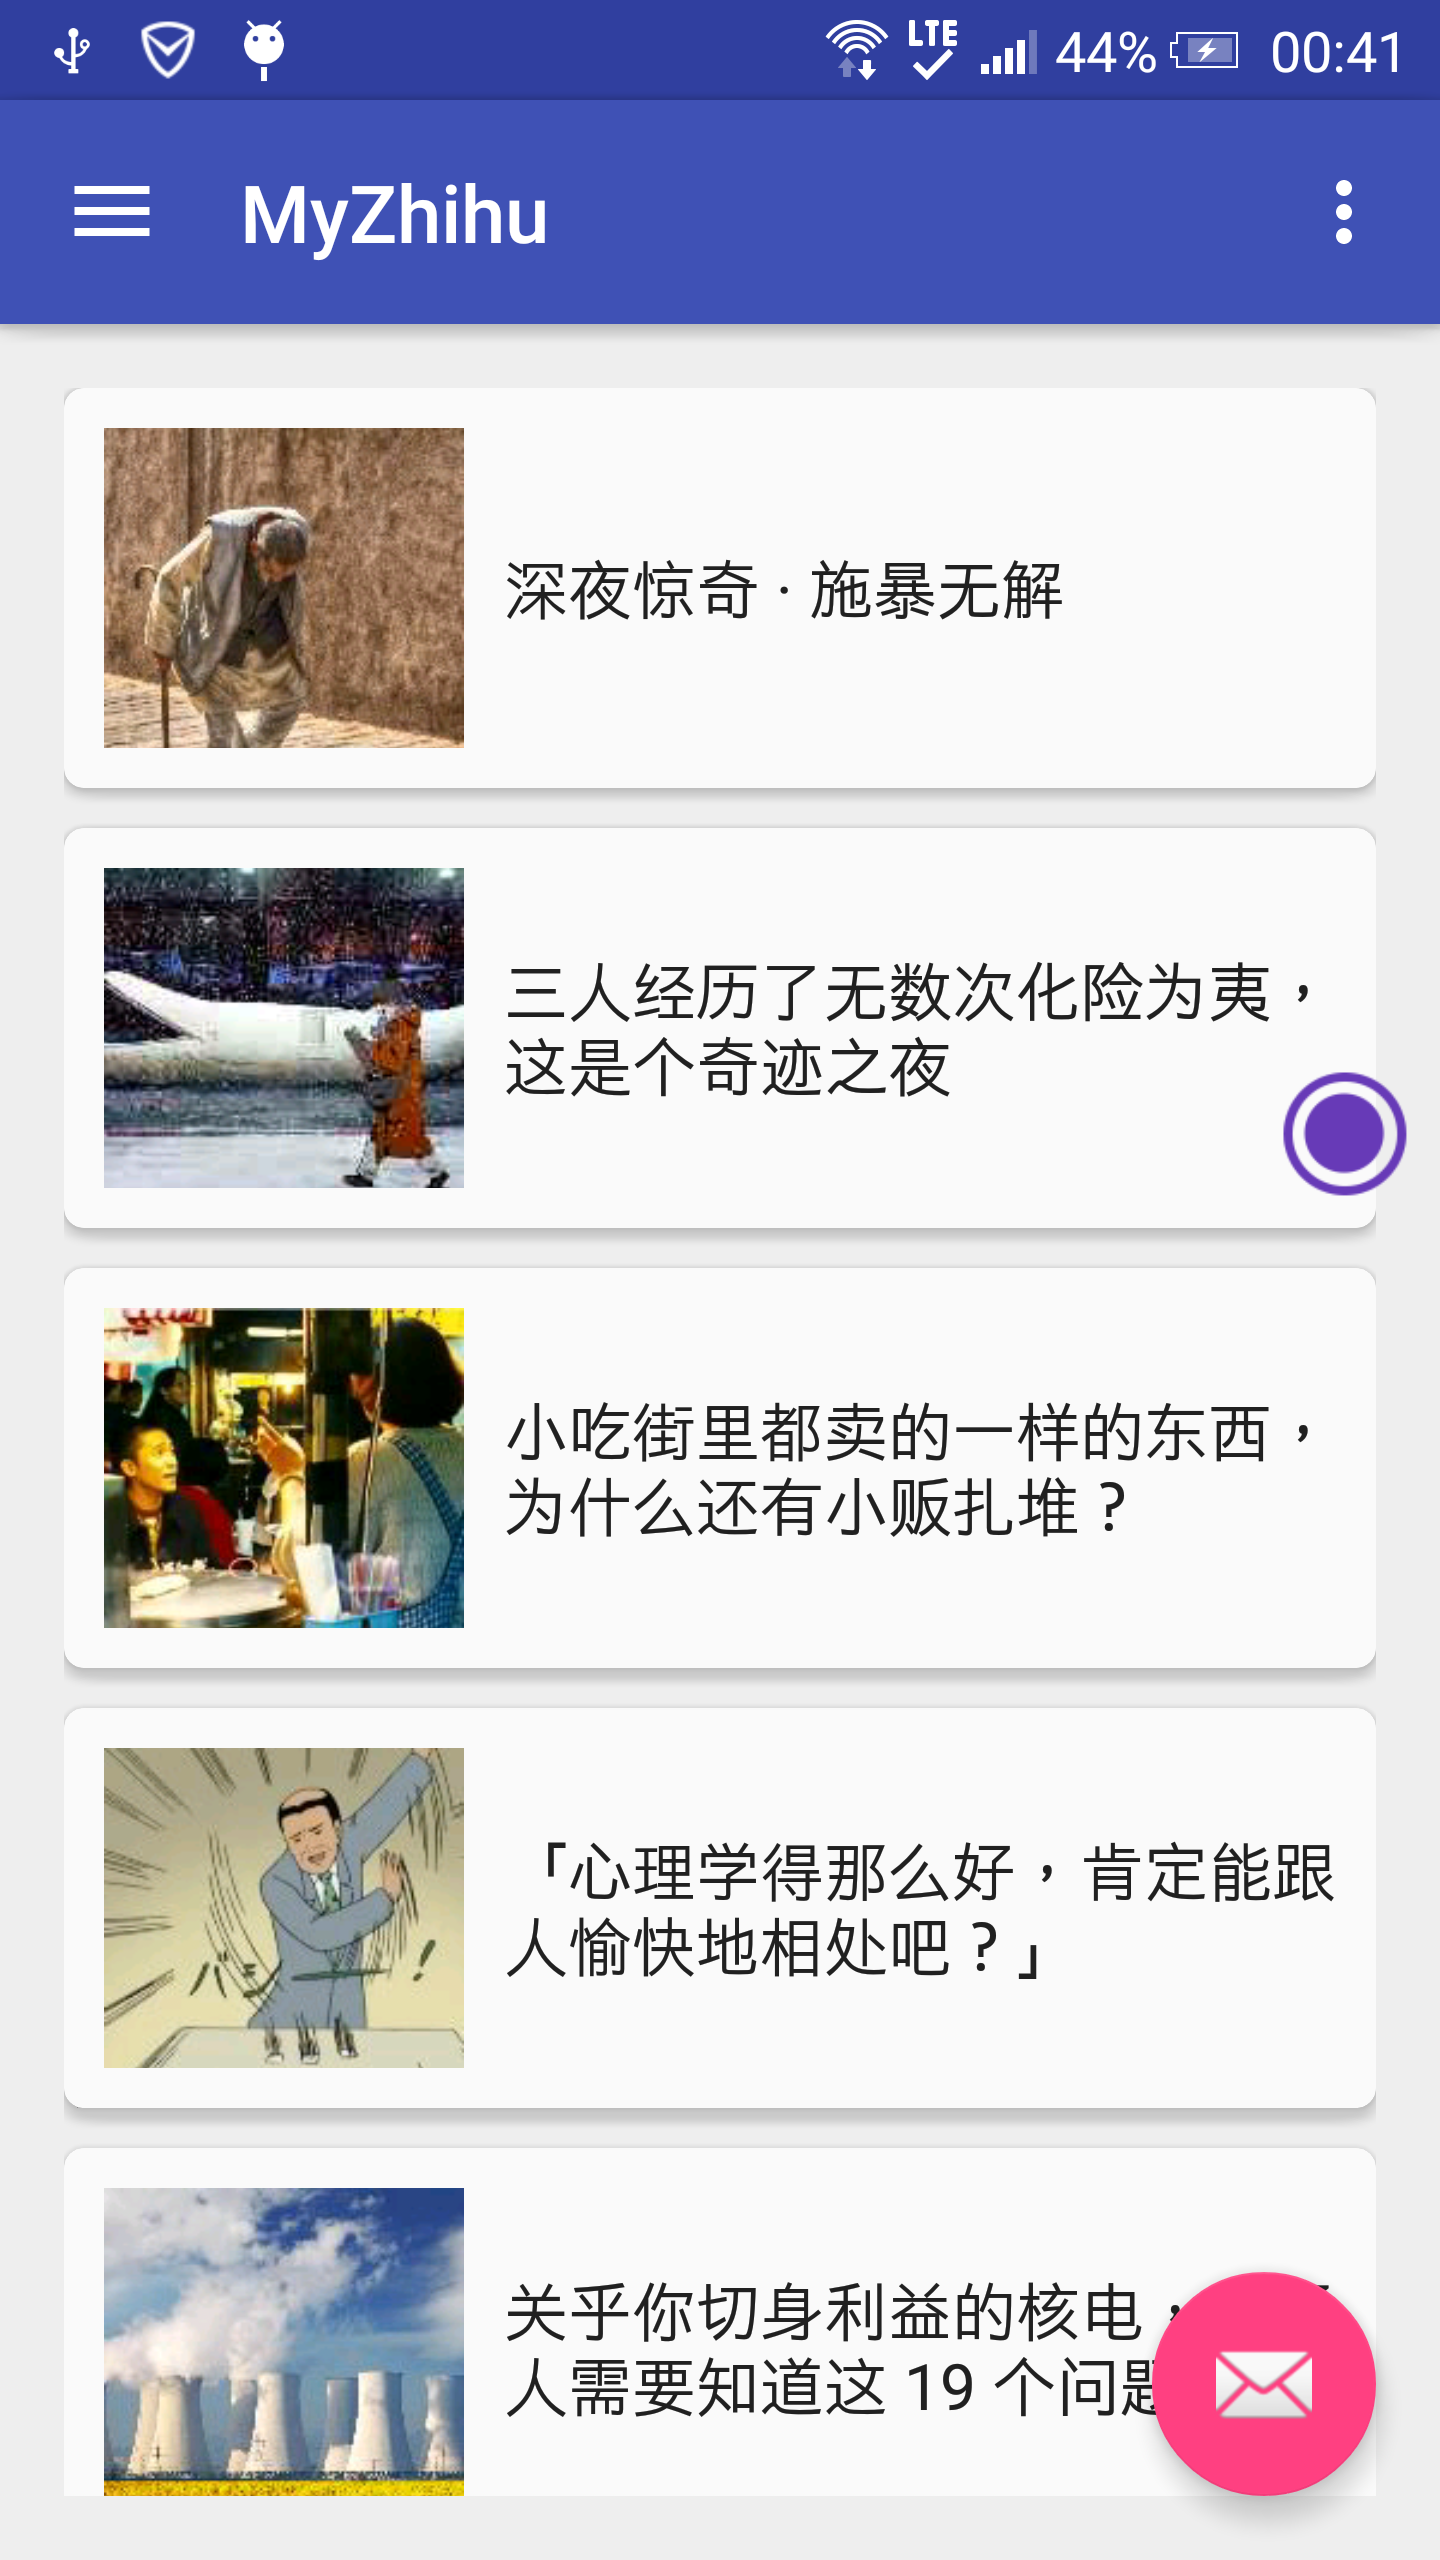 LTE 44% 00:41
MyZhihu
深夜惊奇 · 施暴无解
三人经历了无数次化险为夷，
这是个奇迹之夜
小吃街里都卖的一样的东西，
为什么还有小贩扎堆？
「心理学得那么好，肯定能跟
人愉快地相处吧？」
关乎你切身利益的核电，
人需要知道这 19 个问题